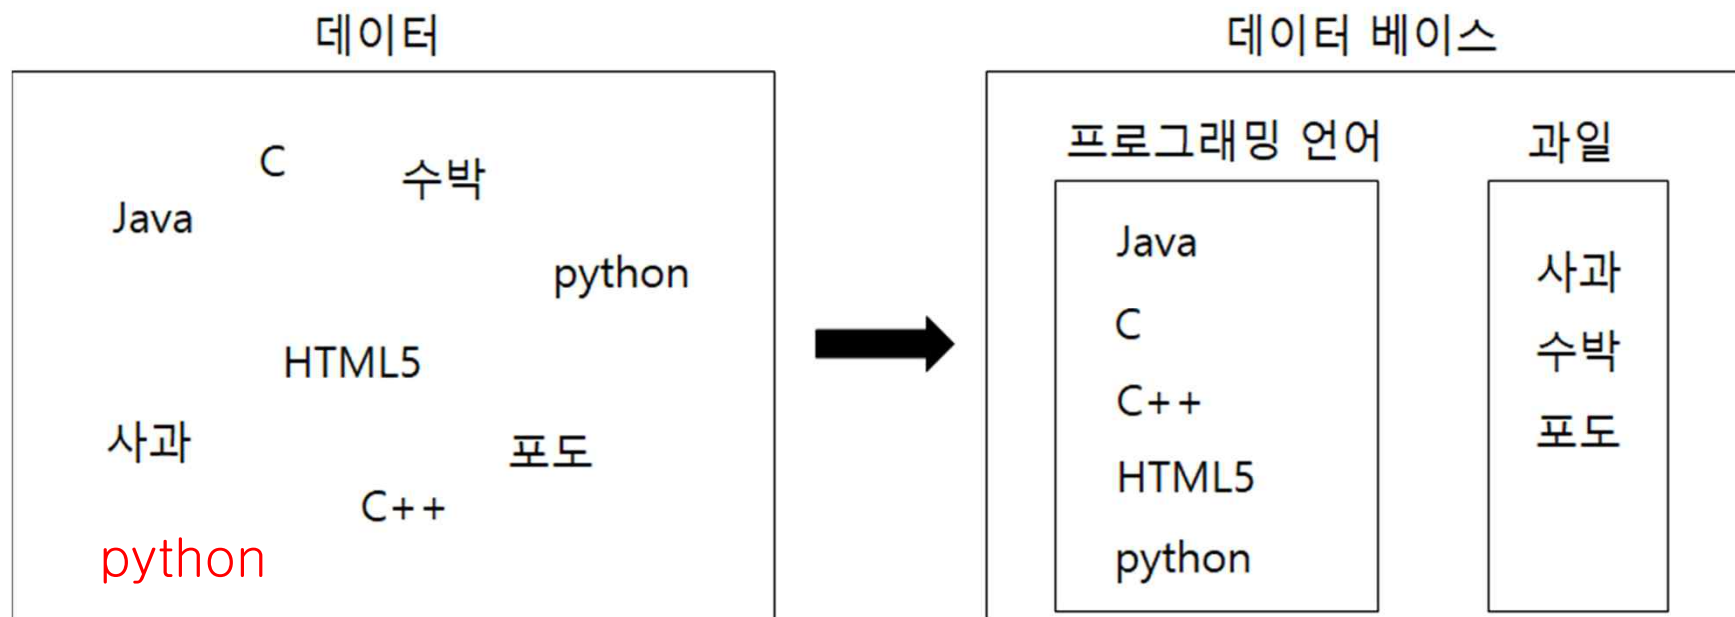 데이터
C
수박
Java
python
HTML5
사과
포도
C++
python
데이터 베이스
프로그래밍 언어
Java
C
C++
HTML5
python
과일
사과
수박
포도